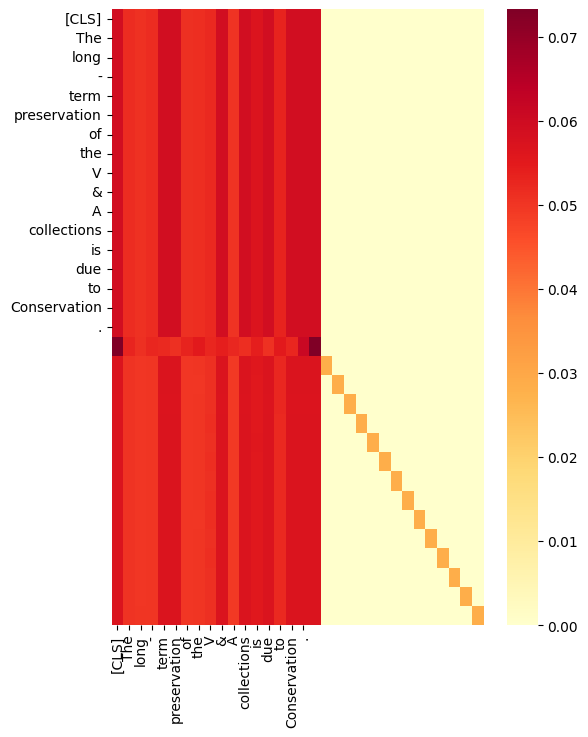 [CLS]
The
long
-
term
preservation
of
the
V
&
A
collections
is
due
to
Conservation
.
[CLS]
The
long
-
term
preservation
of
the
V
&
A
collections
is
due
to
Conservation
.
0.07
0.06
0.05
0.04
0.03
0.02
0.01
0.00